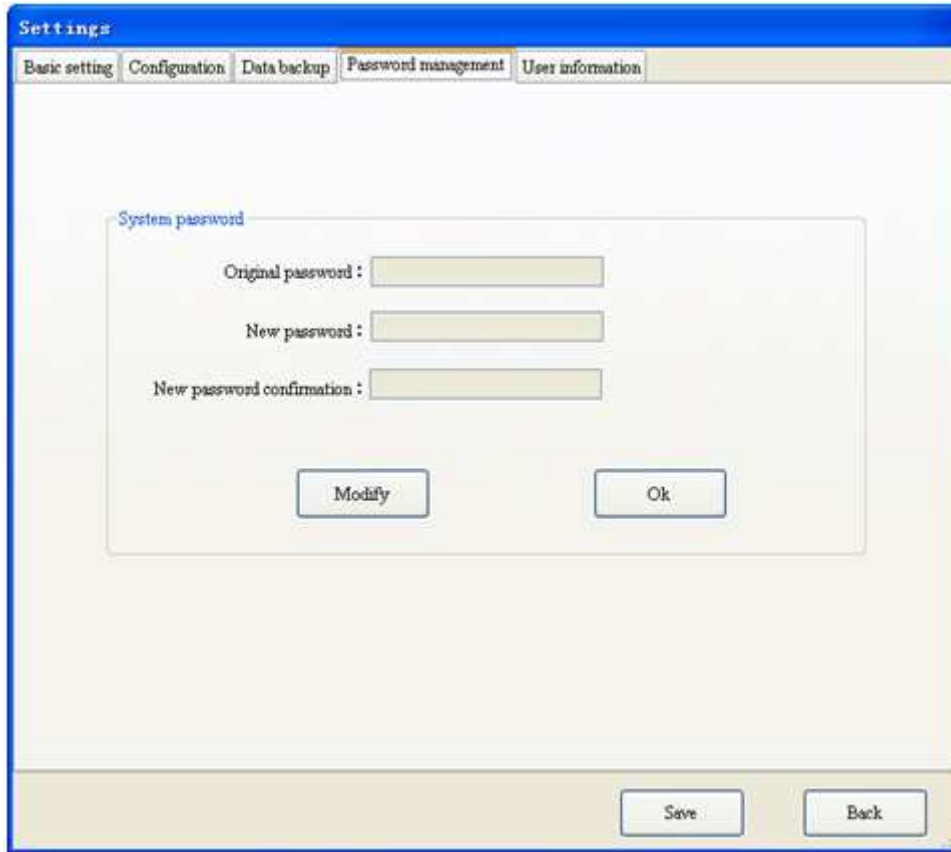 Settings
Basic setting Configuration Data backup Password management User information
System password
Original password :
New password :
New password confirmation :
Modify Ok
Save Back